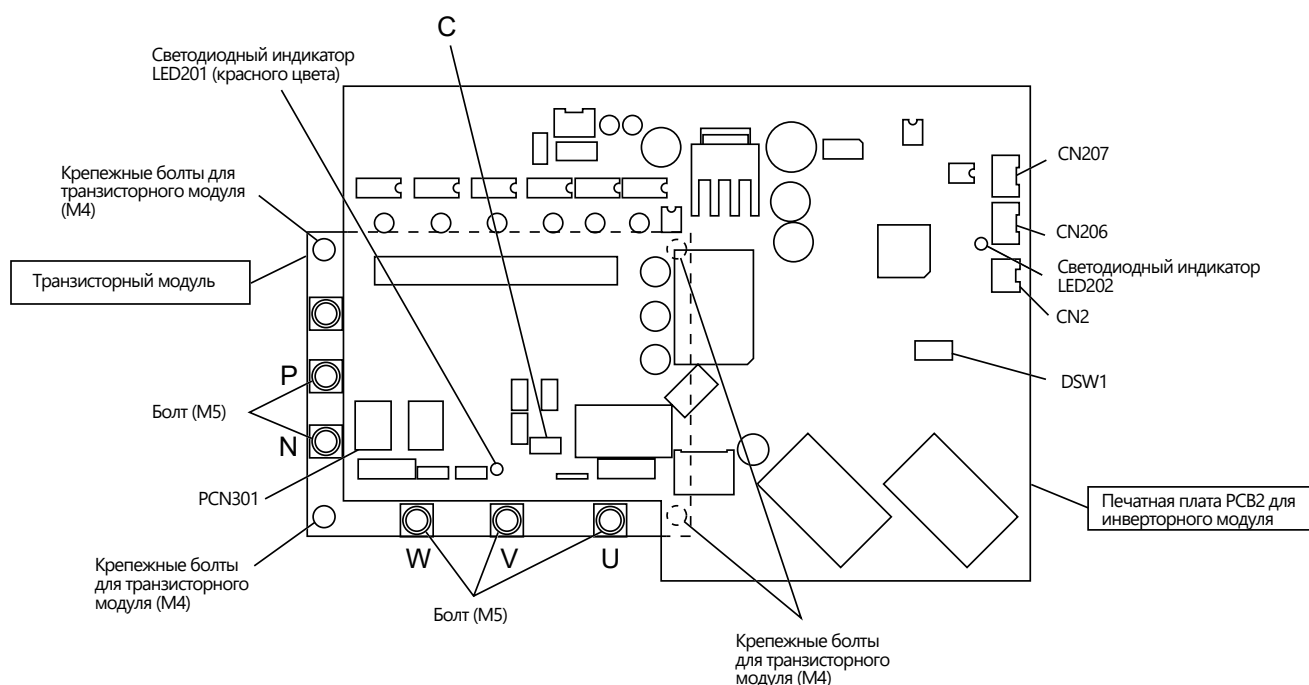 C
Светодиодный индикатор
LED201 (красного цвета)
Крепежные болты для
транзисторного модуля
(M4)
Транзисторный модуль
P
Болт (M5)
N
PCN301
Крепежные болты
для транзисторного
модуля (M4)
W
V
U
Болт (M5)
CN207
CN206
Светодиодный индикатор
LED202
CN2
DSW1
Печатная плата PCB2 для
инверторного модуля
Крепежные болты
для транзисторного
модуля (M4)